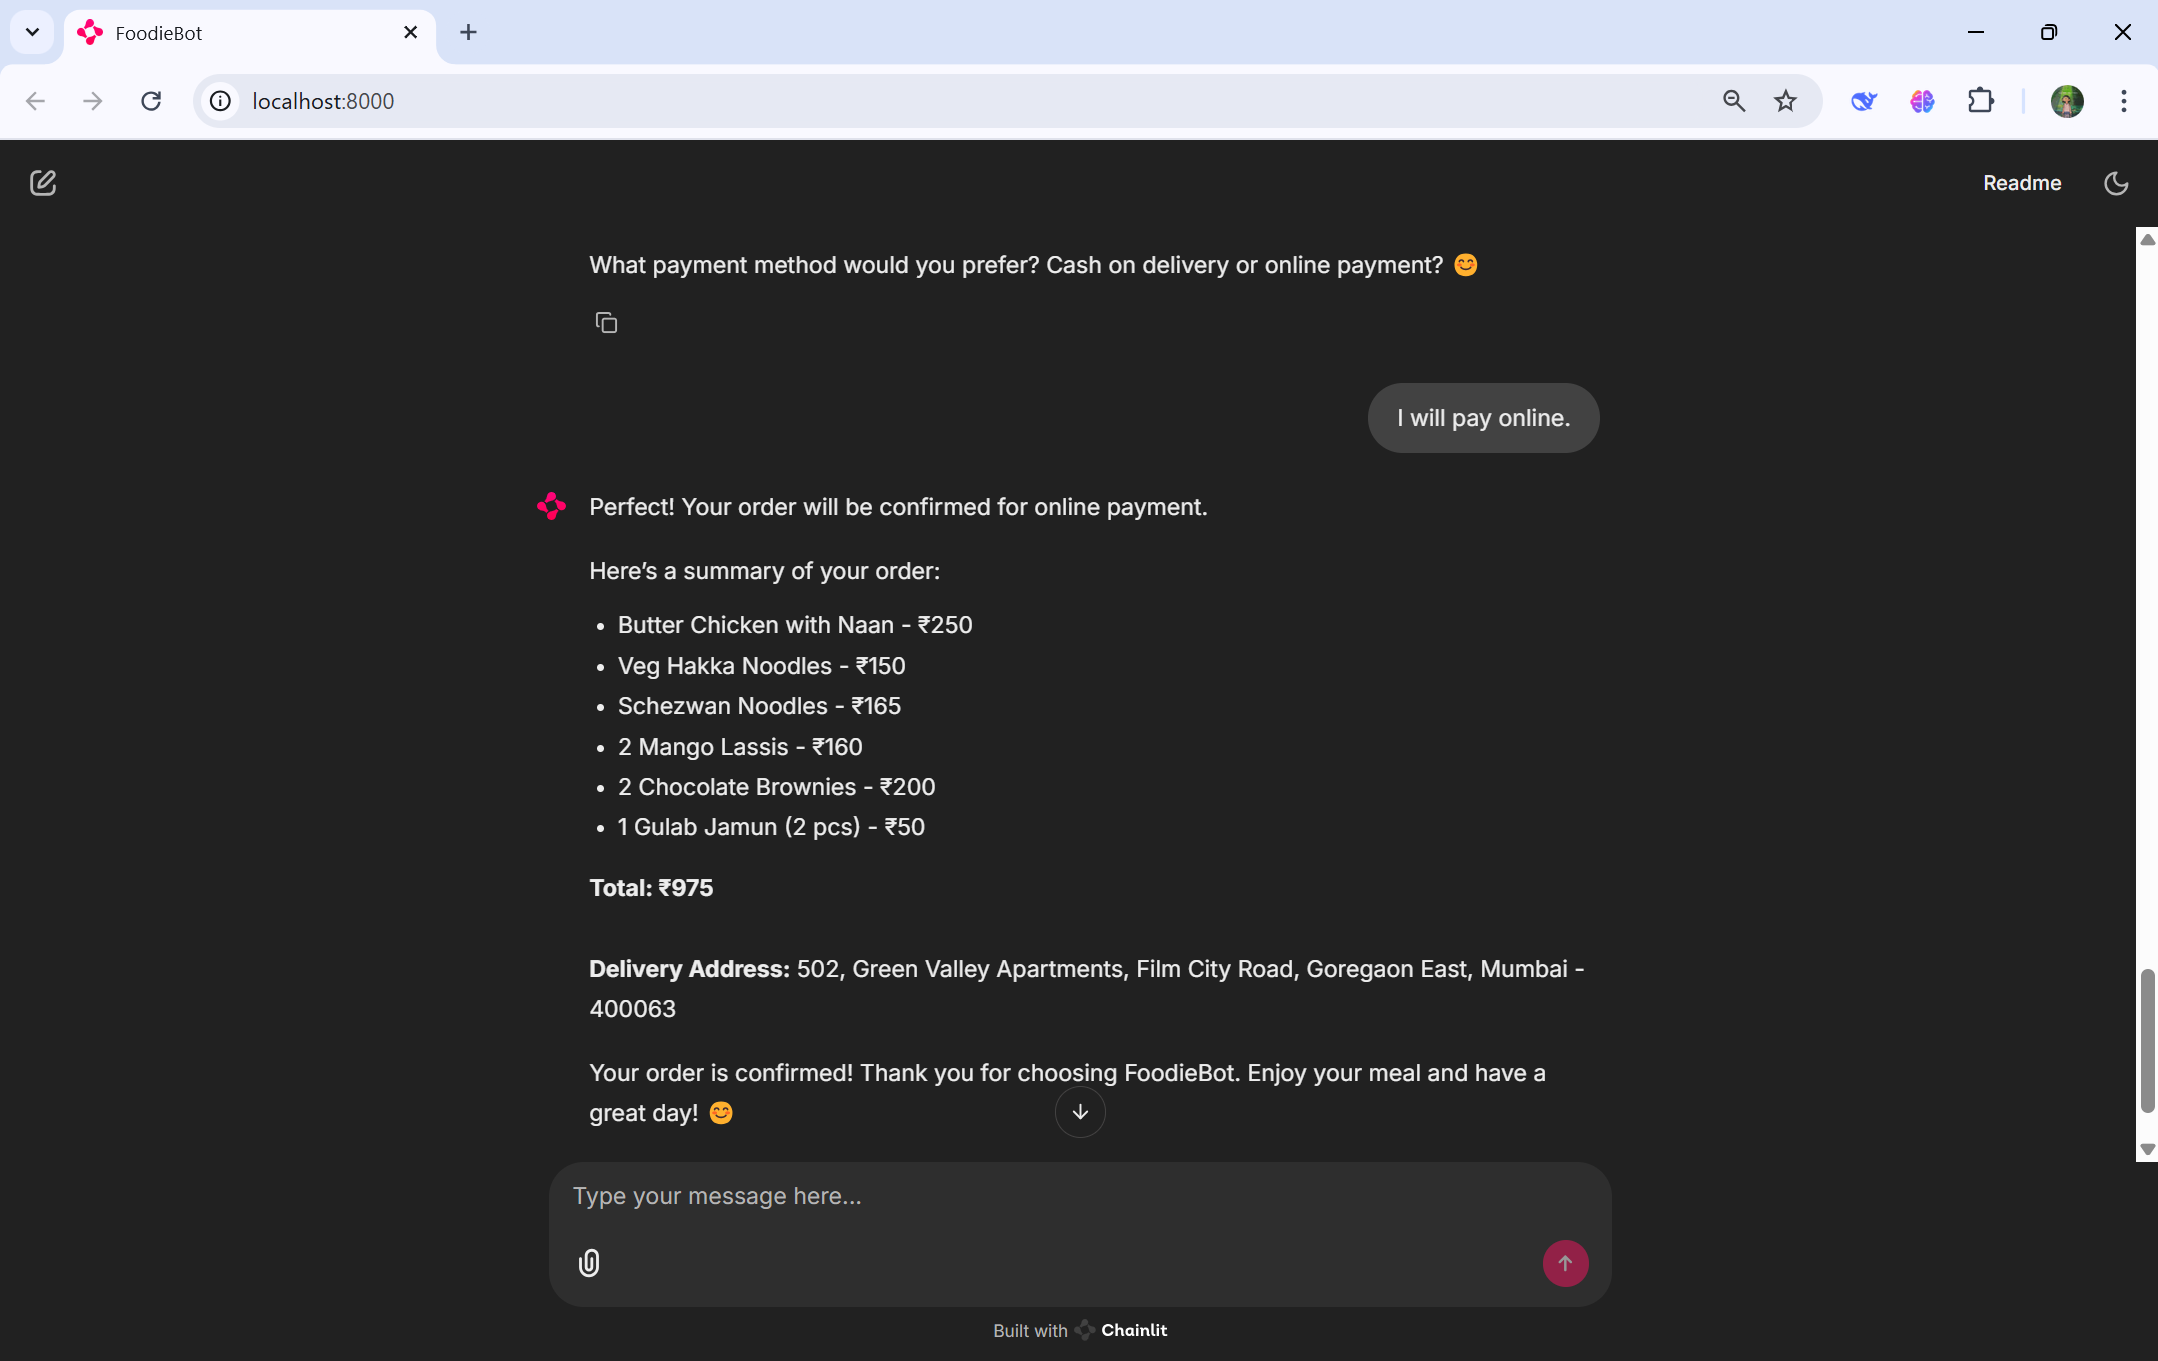 FoodieBot
localhost:8000
Readme
What payment method would you prefer? Cash on delivery or online payment? 😊
I will pay online.
Perfect! Your order will be confirmed for online payment.
Here’s a summary of your order:
• Butter Chicken with Naan - ₹250
• Veg Hakka Noodles - ₹150
• Schezwan Noodles - ₹165
• 2 Mango Lassis - ₹160
• 2 Chocolate Brownies - ₹200
• 1 Gulab Jamun (2 pcs) - ₹50
Total: ₹975
Delivery Address: 502, Green Valley Apartments, Film City Road, Goregaon East, Mumbai -
400063
Your order is confirmed! Thank you for choosing FoodieBot. Enjoy your meal and have a
great day! 😊
Type your message here...
Built with Chainlit